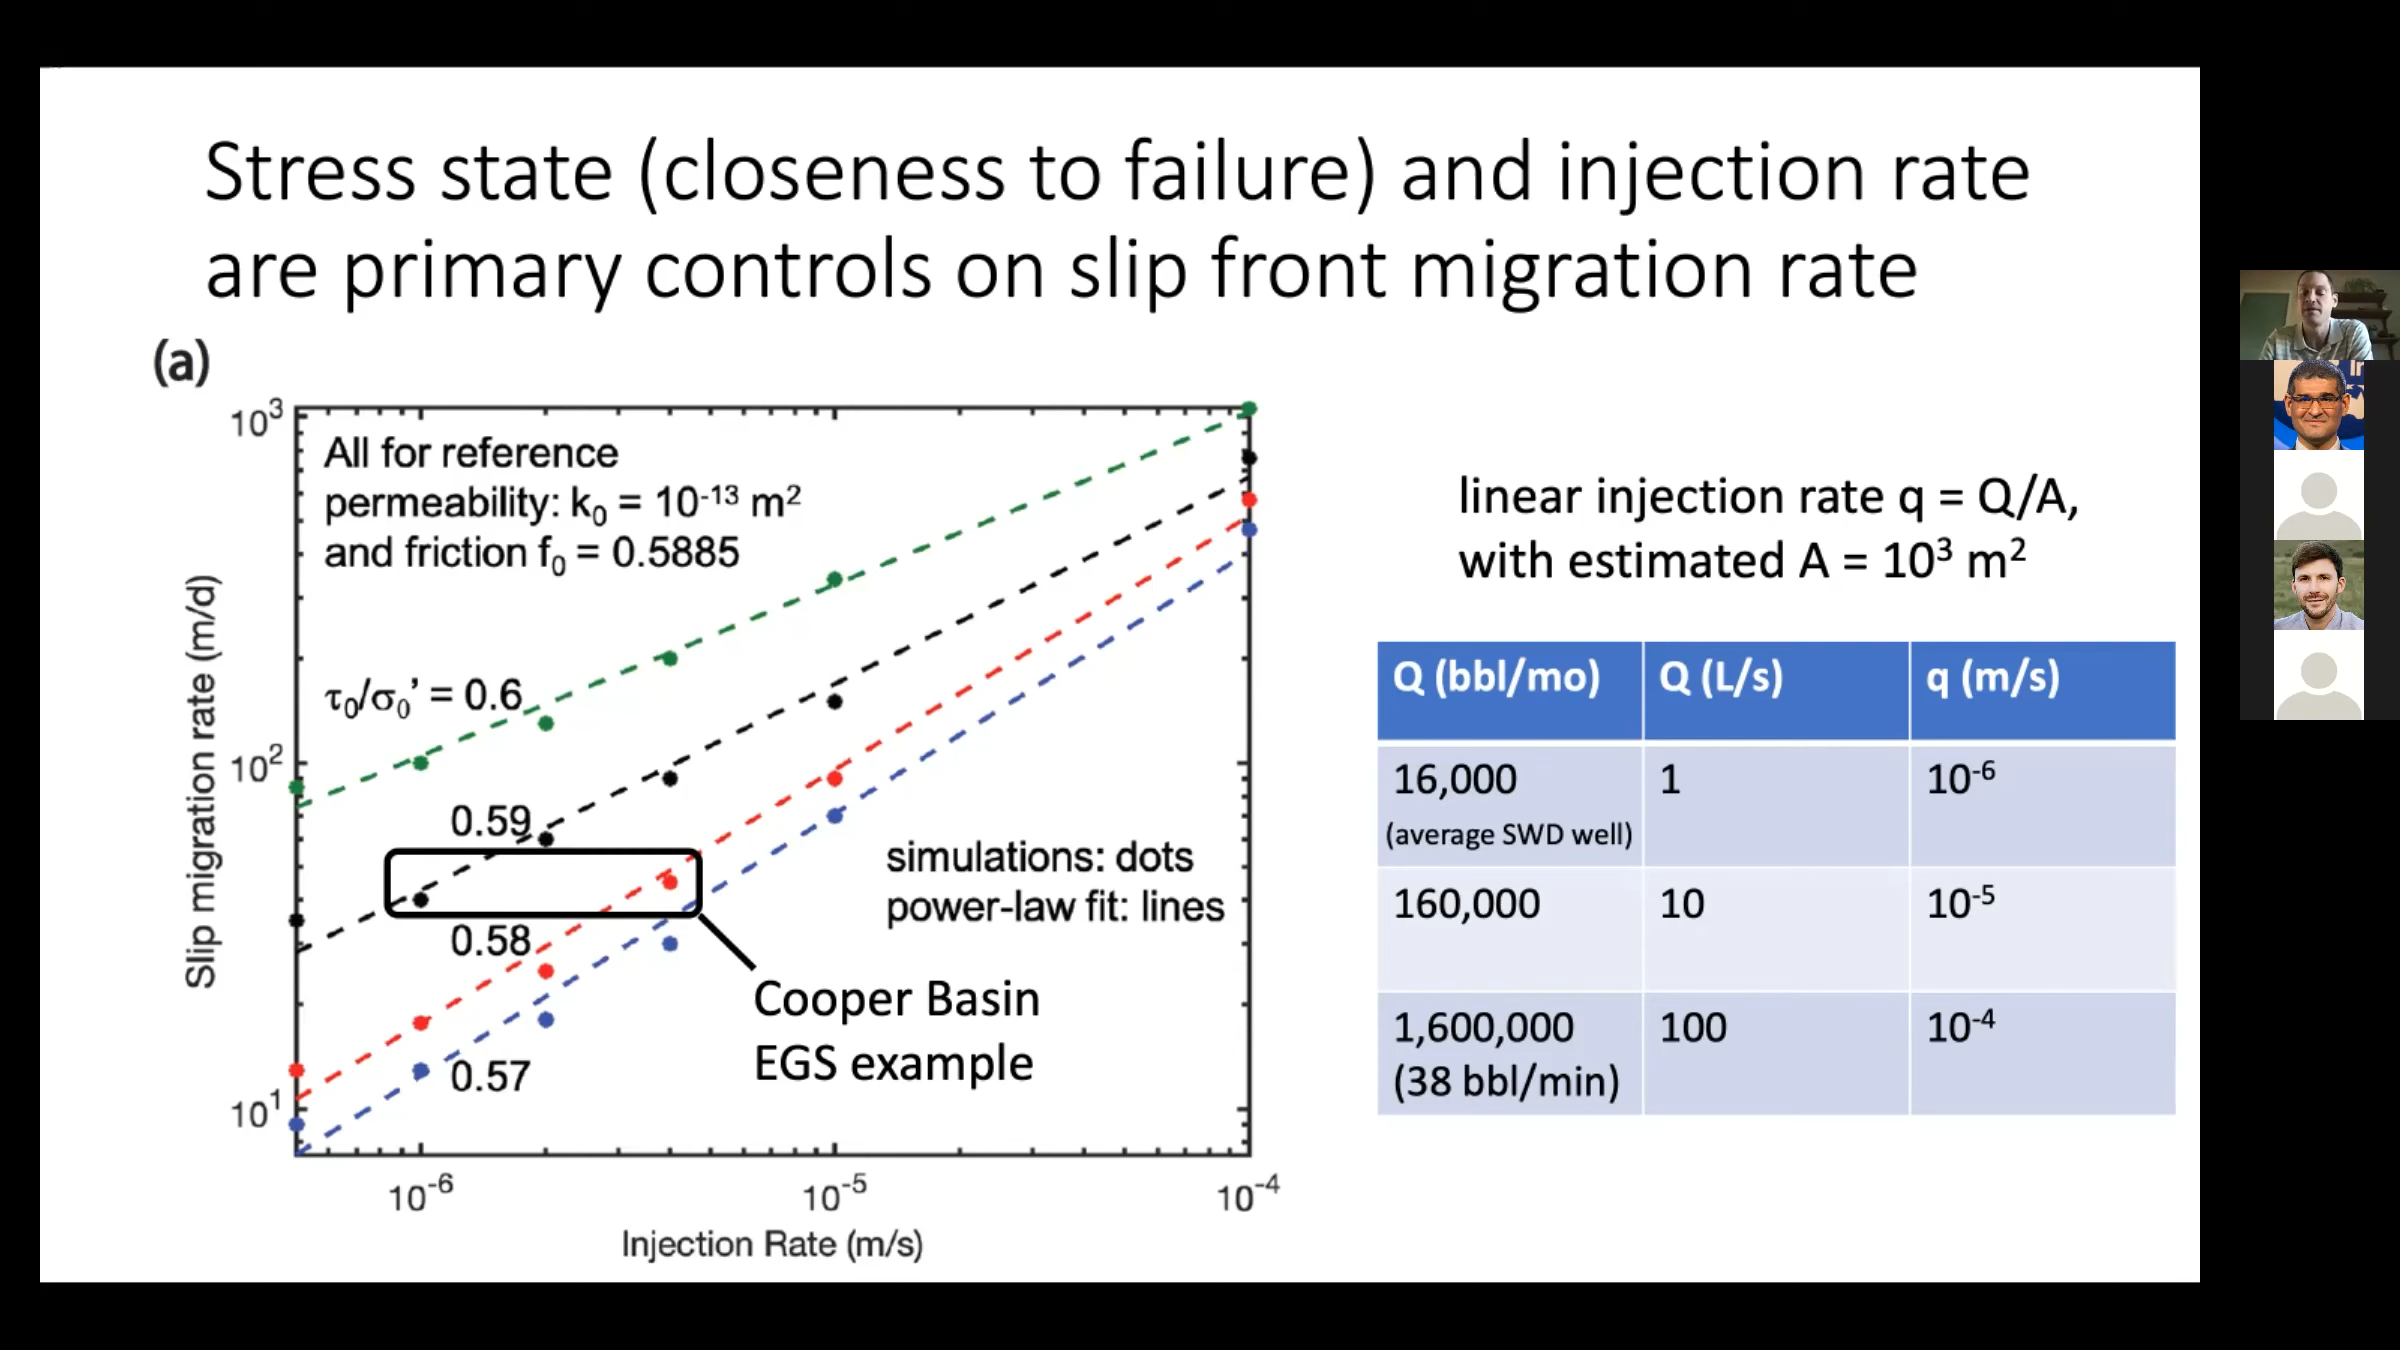 Stress state (closeness to failure) and injection rate
are primary controls on slip front migration rate
(a)
10³
10²
10¹
Slip migration rate (m/d)
All for reference
permeability: k₀ = 10⁻¹³ m²
and friction f₀ = 0.5885
τ₀/σ₀' = 0.6
0.59
0.58
0.57
simulations: dots
power-law fit: lines
Cooper Basin
EGS example
10⁻⁶
10⁻⁵
10⁻⁴
Injection Rate (m/s)
linear injection rate q = Q/A,
with estimated A = 10³ m²
Q (bbl/mo) Q (L/s) q (m/s)
16,000 1 10⁻⁶
(average SWD well)
160,000 10 10⁻⁵
1,600,000 100 10⁻⁴
(38 bbl/min)